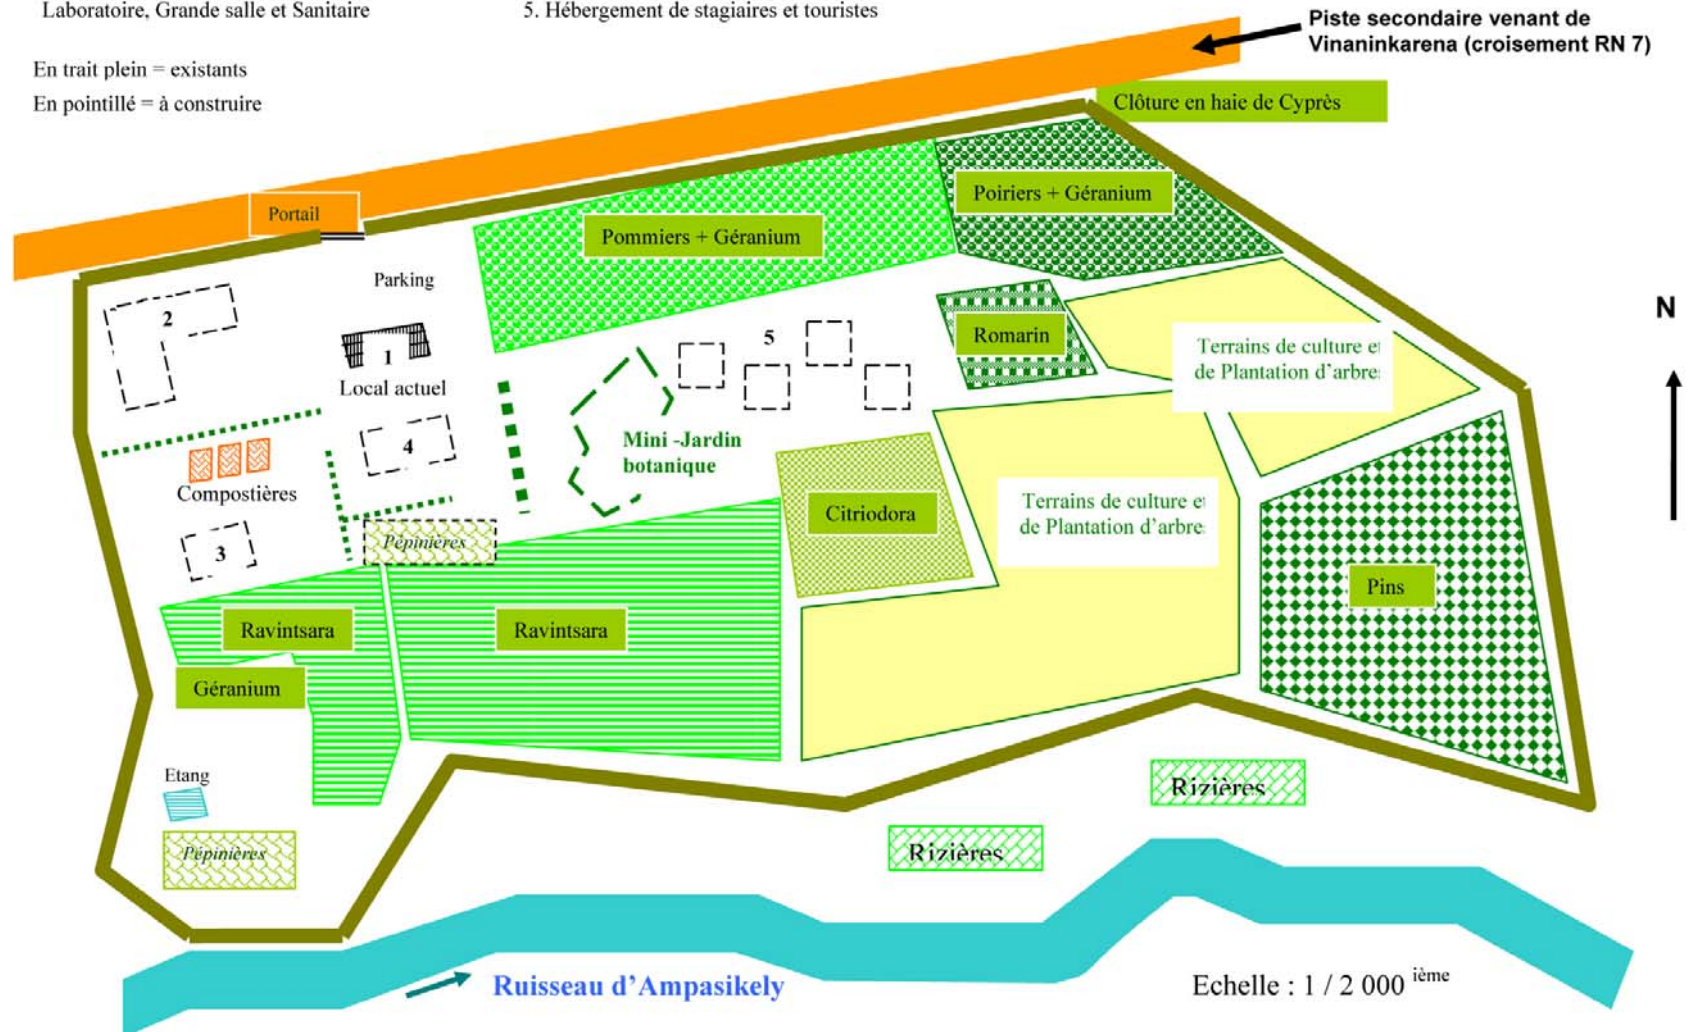 Laboratoire, Grande salle et Sanitaire
5. Hébergement de stagiaires et touristes
Piste secondaire venant de
Vinaninkarena (croisement RN 7)
En trait plein = existants
En pointillé = à construire
Clôture en haie de Cyprès
Portail
Poiriers + Géranium
Pommiers + Géranium
Parking
2
1
Local actuel
5
Romarin
N
Terrains de culture et
de Plantation d'arbre
4
Mini -Jardin
botanique
Compostières
3
Pépinières
Citriodora
Terrains de culture et
de Plantation d'arbre
Pins
Ravintsara
Ravintsara
Géranium
Etang
Pépinières
Rizières
Rizières
Ruisseau d'Ampasikely
Echelle : 1 / 2 000 ième